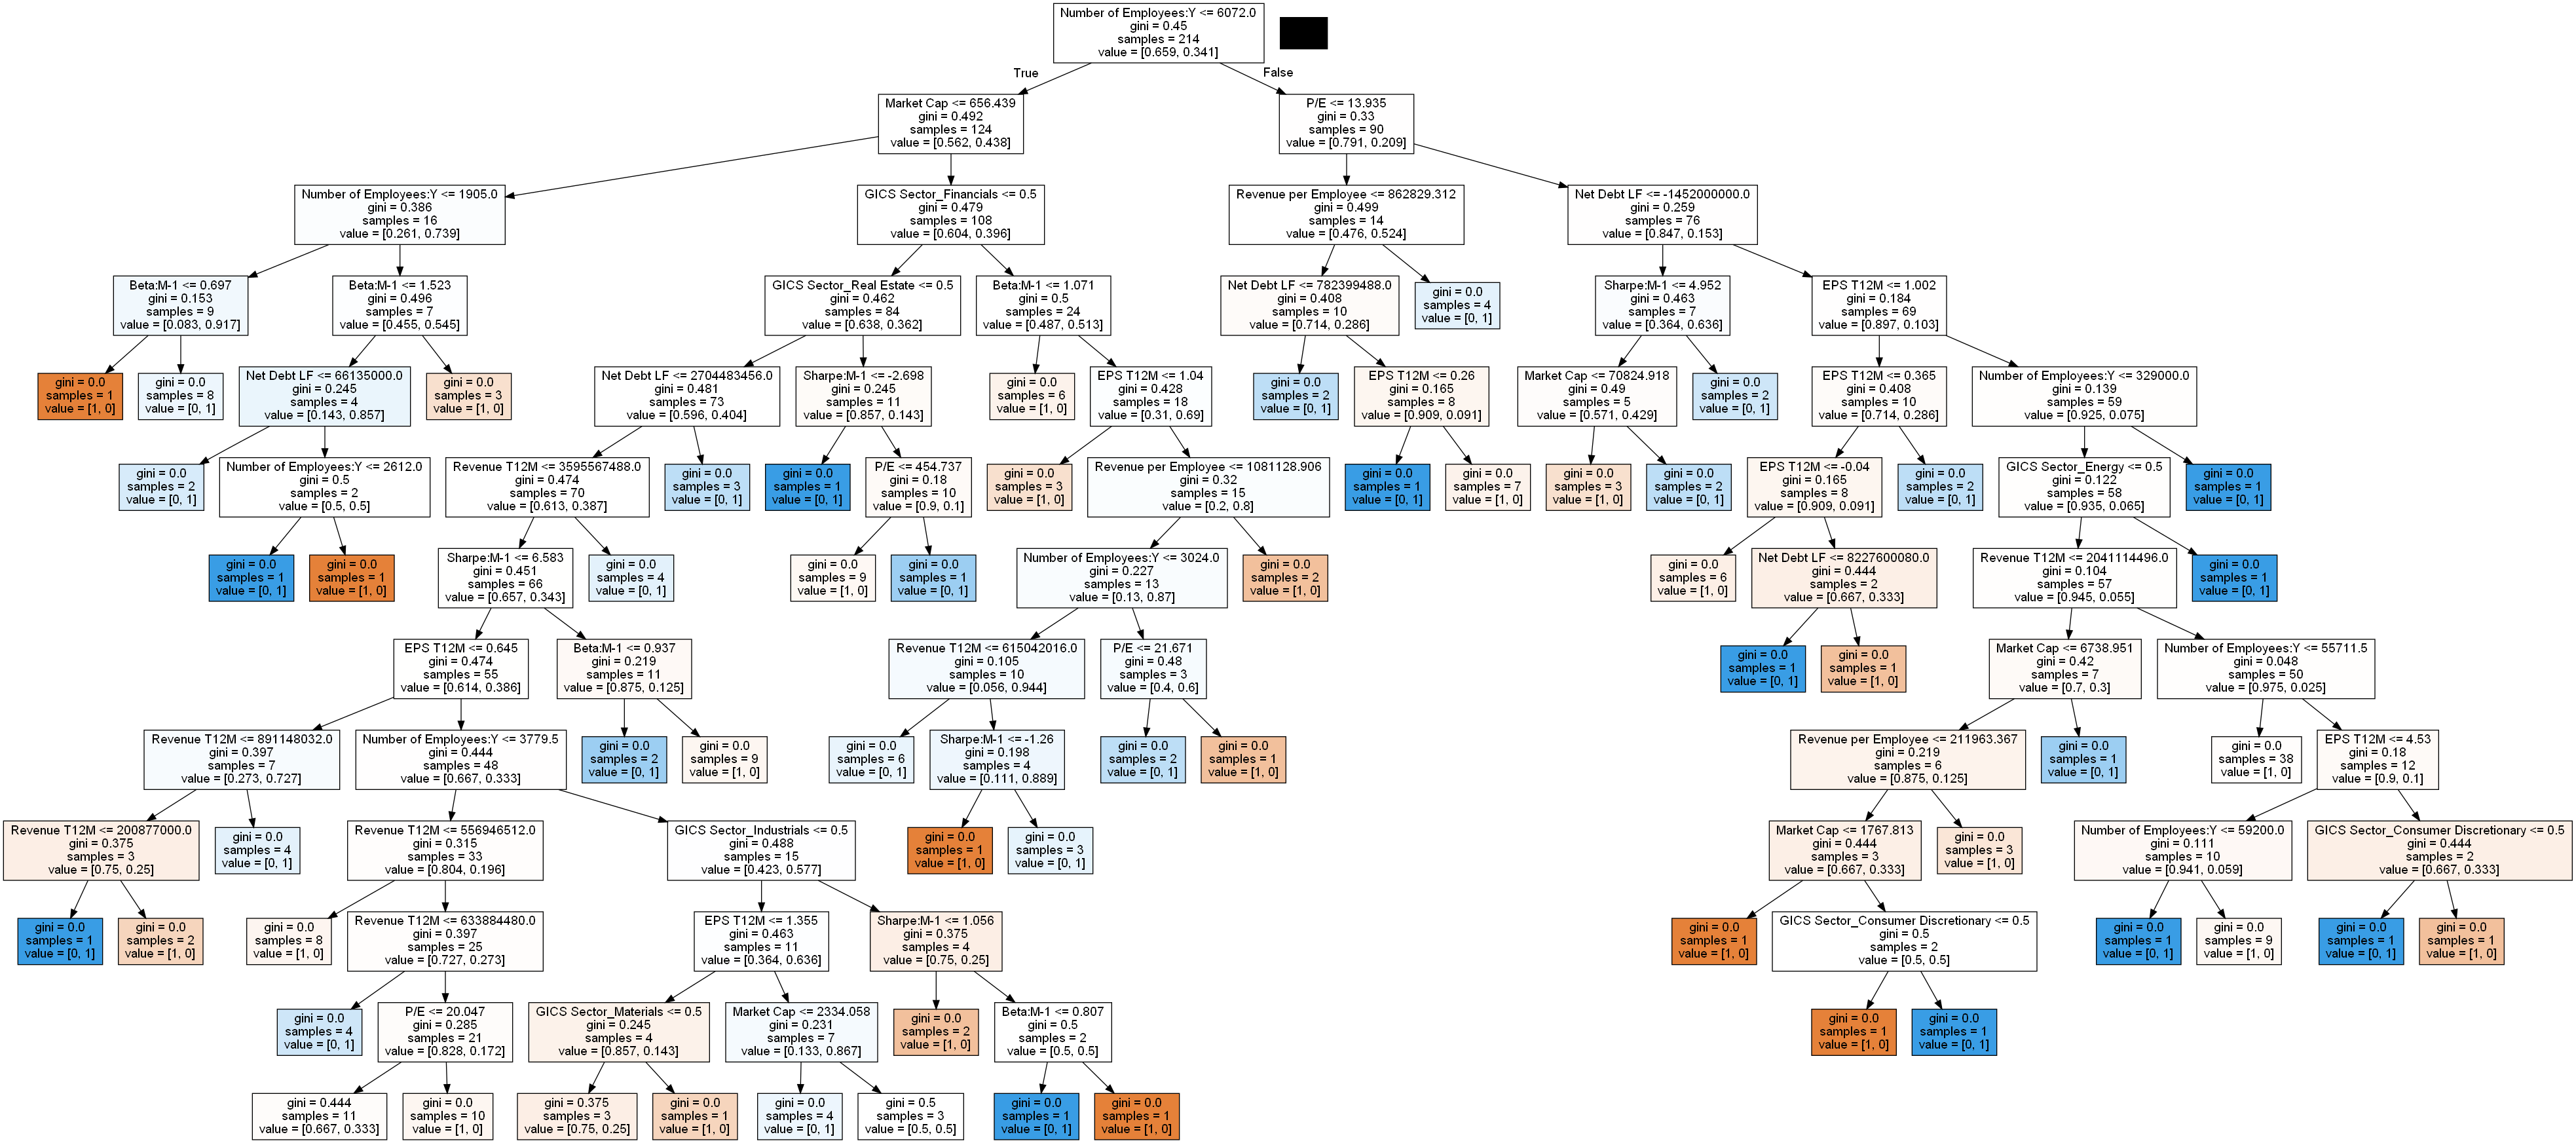 Number of Employees:Y <= 6072.0
gini = 0.45
samples = 214
value = [0.659, 0.341]
True
False
Market Cap <= 656.439
gini = 0.492
samples = 124
value = [0.562, 0.438]
P/E <= 13.935
gini = 0.33
samples = 90
value = [0.791, 0.209]
Number of Employees:Y <= 1905.0
gini = 0.386
samples = 16
value = [0.261, 0.739]
GICS Sector_Financials <= 0.5
gini = 0.479
samples = 108
value = [0.604, 0.396]
Revenue per Employee <= 862829.312
gini = 0.499
samples = 14
value = [0.476, 0.524]
Net Debt LF <= -1452000000.0
gini = 0.259
samples = 76
value = [0.847, 0.153]
Beta:M-1 <= 0.697
gini = 0.153
samples = 9
value = [0.083, 0.917]
Beta:M-1 <= 1.523
gini = 0.496
samples = 7
value = [0.455, 0.545]
GICS Sector_Real Estate <= 0.5
gini = 0.462
samples = 84
value = [0.638, 0.362]
Beta:M-1 <= 1.071
gini = 0.5
samples = 24
value = [0.487, 0.513]
Net Debt LF <= 782399488.0
gini = 0.408
samples = 10
value = [0.714, 0.286]
gini = 0.0
samples = 4
value = [0, 1]
Sharpe:M-1 <= 4.952
gini = 0.463
samples = 7
value = [0.364, 0.636]
EPS T12M <= 1.002
gini = 0.184
samples = 69
value = [0.897, 0.103]
gini = 0.0
samples = 1
value = [1, 0]
gini = 0.0
samples = 8
value = [0, 1]
Net Debt LF <= 66135000.0
gini = 0.245
samples = 4
value = [0.143, 0.857]
gini = 0.0
samples = 3
value = [1, 0]
Net Debt LF <= 2704483456.0
gini = 0.481
samples = 73
value = [0.596, 0.404]
Sharpe:M-1 <= -2.698
gini = 0.245
samples = 11
value = [0.857, 0.143]
gini = 0.0
samples = 6
value = [1, 0]
EPS T12M <= 1.04
gini = 0.428
samples = 18
value = [0.31, 0.69]
gini = 0.0
samples = 2
value = [0, 1]
EPS T12M <= 0.26
gini = 0.165
samples = 8
value = [0.909, 0.091]
Market Cap <= 70824.918
gini = 0.49
samples = 5
value = [0.571, 0.429]
gini = 0.0
samples = 2
value = [0, 1]
EPS T12M <= 0.365
gini = 0.408
samples = 10
value = [0.714, 0.286]
Number of Employees:Y <= 329000.0
gini = 0.139
samples = 59
value = [0.925, 0.075]
gini = 0.0
samples = 2
value = [0, 1]
Number of Employees:Y <= 2612.0
gini = 0.5
samples = 2
value = [0.5, 0.5]
Revenue T12M <= 3595567488.0
gini = 0.474
samples = 70
value = [0.613, 0.387]
gini = 0.0
samples = 3
value = [0, 1]
gini = 0.0
samples = 1
value = [0, 1]
P/E <= 454.737
gini = 0.18
samples = 10
value = [0.9, 0.1]
gini = 0.0
samples = 3
value = [1, 0]
Revenue per Employee <= 1081128.906
gini = 0.32
samples = 15
value = [0.2, 0.8]
gini = 0.0
samples = 1
value = [0, 1]
gini = 0.0
samples = 7
value = [1, 0]
gini = 0.0
samples = 3
value = [1, 0]
gini = 0.0
samples = 2
value = [0, 1]
EPS T12M <= -0.04
gini = 0.165
samples = 8
value = [0.909, 0.091]
gini = 0.0
samples = 2
value = [0, 1]
GICS Sector_Energy <= 0.5
gini = 0.122
samples = 58
value = [0.935, 0.065]
gini = 0.0
samples = 1
value = [0, 1]
gini = 0.0
samples = 1
value = [0, 1]
gini = 0.0
samples = 1
value = [1, 0]
Sharpe:M-1 <= 6.583
gini = 0.451
samples = 66
value = [0.657, 0.343]
gini = 0.0
samples = 4
value = [0, 1]
gini = 0.0
samples = 9
value = [1, 0]
gini = 0.0
samples = 1
value = [0, 1]
Number of Employees:Y <= 3024.0
gini = 0.227
samples = 13
value = [0.13, 0.87]
gini = 0.0
samples = 2
value = [1, 0]
gini = 0.0
samples = 6
value = [1, 0]
Net Debt LF <= 8227600080.0
gini = 0.444
samples = 2
value = [0.667, 0.333]
Revenue T12M <= 2041114496.0
gini = 0.104
samples = 57
value = [0.945, 0.055]
gini = 0.0
samples = 1
value = [0, 1]
EPS T12M <= 0.645
gini = 0.474
samples = 55
value = [0.614, 0.386]
Beta:M-1 <= 0.937
gini = 0.219
samples = 11
value = [0.875, 0.125]
Revenue T12M <= 615042016.0
gini = 0.105
samples = 10
value = [0.056, 0.944]
P/E <= 21.671
gini = 0.48
samples = 3
value = [0.4, 0.6]
gini = 0.0
samples = 1
value = [0, 1]
gini = 0.0
samples = 1
value = [1, 0]
Market Cap <= 6738.951
gini = 0.42
samples = 7
value = [0.7, 0.3]
Number of Employees:Y <= 55711.5
gini = 0.048
samples = 50
value = [0.975, 0.025]
Revenue T12M <= 891148032.0
gini = 0.397
samples = 7
value = [0.273, 0.727]
Number of Employees:Y <= 3779.5
gini = 0.444
samples = 48
value = [0.667, 0.333]
gini = 0.0
samples = 2
value = [0, 1]
gini = 0.0
samples = 9
value = [1, 0]
gini = 0.0
samples = 6
value = [0, 1]
Sharpe:M-1 <= -1.26
gini = 0.198
samples = 4
value = [0.111, 0.889]
gini = 0.0
samples = 2
value = [0, 1]
gini = 0.0
samples = 1
value = [1, 0]
Revenue per Employee <= 211963.367
gini = 0.219
samples = 6
value = [0.875, 0.125]
gini = 0.0
samples = 1
value = [0, 1]
gini = 0.0
samples = 38
value = [1, 0]
EPS T12M <= 4.53
gini = 0.18
samples = 12
value = [0.9, 0.1]
Revenue T12M <= 200877000.0
gini = 0.375
samples = 3
value = [0.75, 0.25]
gini = 0.0
samples = 4
value = [0, 1]
Revenue T12M <= 556946512.0
gini = 0.315
samples = 33
value = [0.804, 0.196]
GICS Sector_Industrials <= 0.5
gini = 0.488
samples = 15
value = [0.423, 0.577]
gini = 0.0
samples = 1
value = [1, 0]
gini = 0.0
samples = 3
value = [0, 1]
Market Cap <= 1767.813
gini = 0.444
samples = 3
value = [0.667, 0.333]
gini = 0.0
samples = 3
value = [1, 0]
Number of Employees:Y <= 59200.0
gini = 0.111
samples = 10
value = [0.941, 0.059]
GICS Sector_Consumer Discretionary <= 0.5
gini = 0.444
samples = 2
value = [0.667, 0.333]
gini = 0.0
samples = 1
value = [0, 1]
gini = 0.0
samples = 2
value = [1, 0]
gini = 0.0
samples = 8
value = [1, 0]
Revenue T12M <= 633884480.0
gini = 0.397
samples = 25
value = [0.727, 0.273]
EPS T12M <= 1.355
gini = 0.463
samples = 11
value = [0.364, 0.636]
Sharpe:M-1 <= 1.056
gini = 0.375
samples = 4
value = [0.75, 0.25]
gini = 0.0
samples = 1
value = [1, 0]
GICS Sector_Consumer Discretionary <= 0.5
gini = 0.5
samples = 2
value = [0.5, 0.5]
gini = 0.0
samples = 1
value = [0, 1]
gini = 0.0
samples = 9
value = [1, 0]
gini = 0.0
samples = 1
value = [0, 1]
gini = 0.0
samples = 1
value = [1, 0]
gini = 0.0
samples = 4
value = [0, 1]
P/E <= 20.047
gini = 0.285
samples = 21
value = [0.828, 0.172]
GICS Sector_Materials <= 0.5
gini = 0.245
samples = 4
value = [0.857, 0.143]
Market Cap <= 2334.058
gini = 0.231
samples = 7
value = [0.133, 0.867]
gini = 0.0
samples = 2
value = [1, 0]
Beta:M-1 <= 0.807
gini = 0.5
samples = 2
value = [0.5, 0.5]
gini = 0.0
samples = 1
value = [1, 0]
gini = 0.0
samples = 1
value = [0, 1]
gini = 0.444
samples = 11
value = [0.667, 0.333]
gini = 0.0
samples = 10
value = [1, 0]
gini = 0.375
samples = 3
value = [0.75, 0.25]
gini = 0.0
samples = 1
value = [1, 0]
gini = 0.0
samples = 4
value = [0, 1]
gini = 0.5
samples = 3
value = [0.5, 0.5]
gini = 0.0
samples = 1
value = [0, 1]
gini = 0.0
samples = 1
value = [1, 0]